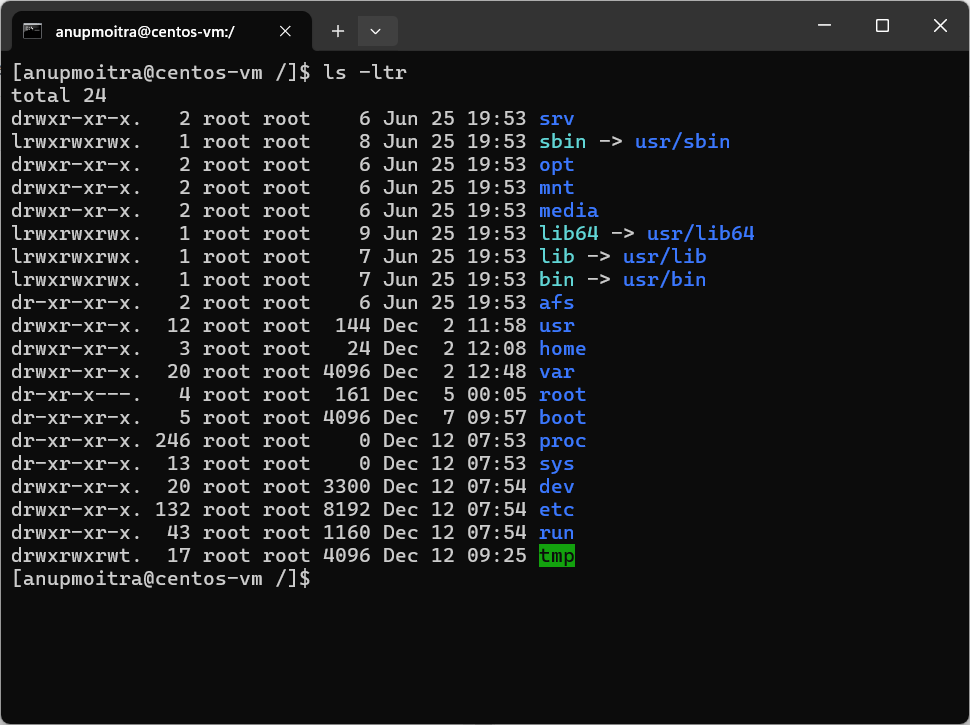 anupmoitra@centos-vm:/
[anupmoitra@centos-vm /]$ ls -ltr
total 24
drwxr-xr-x.   2 root root    6 Jun 25 19:53 srv
lrwxrwxrwx.   1 root root    8 Jun 25 19:53 sbin -> usr/sbin
drwxr-xr-x.   2 root root    6 Jun 25 19:53 opt
drwxr-xr-x.   2 root root    6 Jun 25 19:53 mnt
drwxr-xr-x.   2 root root    6 Jun 25 19:53 media
lrwxrwxrwx.   1 root root    9 Jun 25 19:53 lib64 -> usr/lib64
lrwxrwxrwx.   1 root root    7 Jun 25 19:53 lib -> usr/lib
lrwxrwxrwx.   1 root root    7 Jun 25 19:53 bin -> usr/bin
dr-xr-xr-x.   2 root root    6 Jun 25 19:53 afs
drwxr-xr-x.  12 root root  144 Dec  2 11:58 usr
drwxr-xr-x.   3 root root   24 Dec  2 12:08 home
drwxr-xr-x.  20 root root 4096 Dec  2 12:48 var
dr-xr-x---.   4 root root  161 Dec  5 00:05 root
dr-xr-xr-x.   5 root root 4096 Dec  7 09:57 boot
dr-xr-xr-x. 246 root root    0 Dec 12 07:53 proc
dr-xr-xr-x.  13 root root    0 Dec 12 07:53 sys
drwxr-xr-x.  20 root root 3300 Dec 12 07:54 dev
drwxr-xr-x. 132 root root 8192 Dec 12 07:54 etc
drwxr-xr-x.  43 root root 1160 Dec 12 07:54 run
drwxrwxrwt.  17 root root 4096 Dec 12 09:25 tmp
[anupmoitra@centos-vm /]$